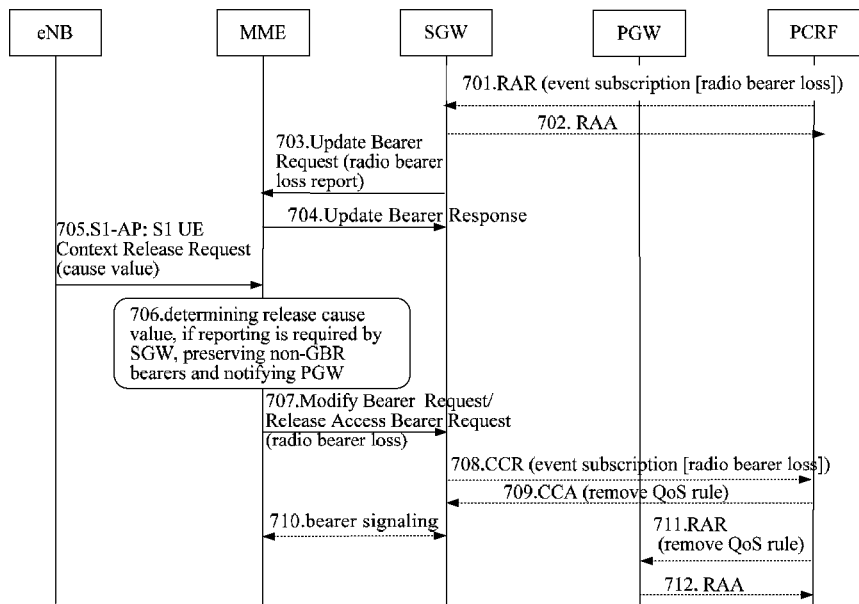 eNB
MME
SGW
PGW
PCRF
701.RAR (event subscription [radio bearer loss])
702. RAA
703.Update Bearer
Request (radio bearer
loss report)
704.Update Bearer Response
705.S1-AP: S1 UE
Context Release Request
(cause value)
706.determining release cause
value, if reporting is required by
SGW, preserving non-GBR
bearers and notifying PGW
707.Modify Bearer Request/
Release Access Bearer Request
(radio bearer loss)
708.CCR (event subscription [radio bearer loss])
709.CCA (remove QoS rule)
710.bearer signaling
711.RAR
(remove QoS rule)
712. RAA